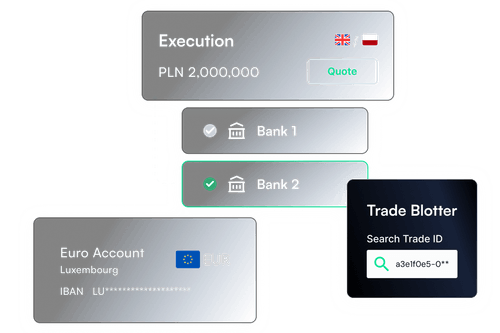 Execution
PLN 2,000,000
Quote
Bank 1
Bank 2
Trade Blotter
Search Trade ID
a3e1f0e5-0**
Euro Account
EUR
Luxembourg
IBAN LU*******************